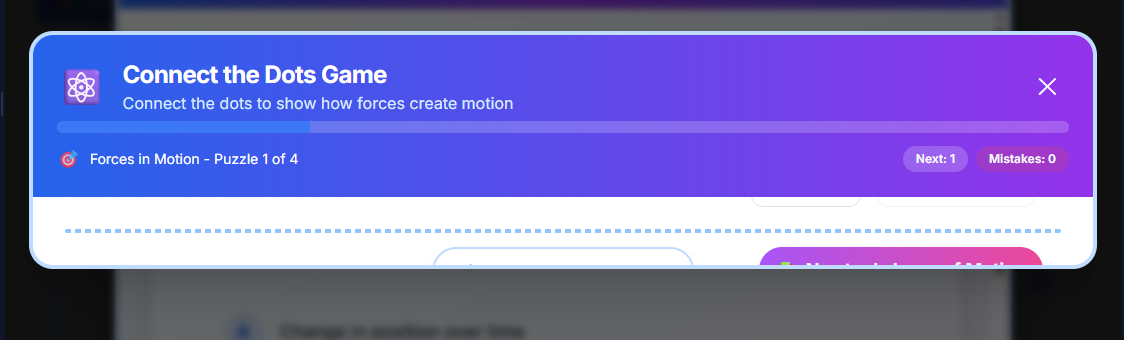 Connect the Dots Game
Connect the dots to show how forces create motion
Forces in Motion - Puzzle 1 of 4
Next: 1
Mistakes: 0
Change in position over time